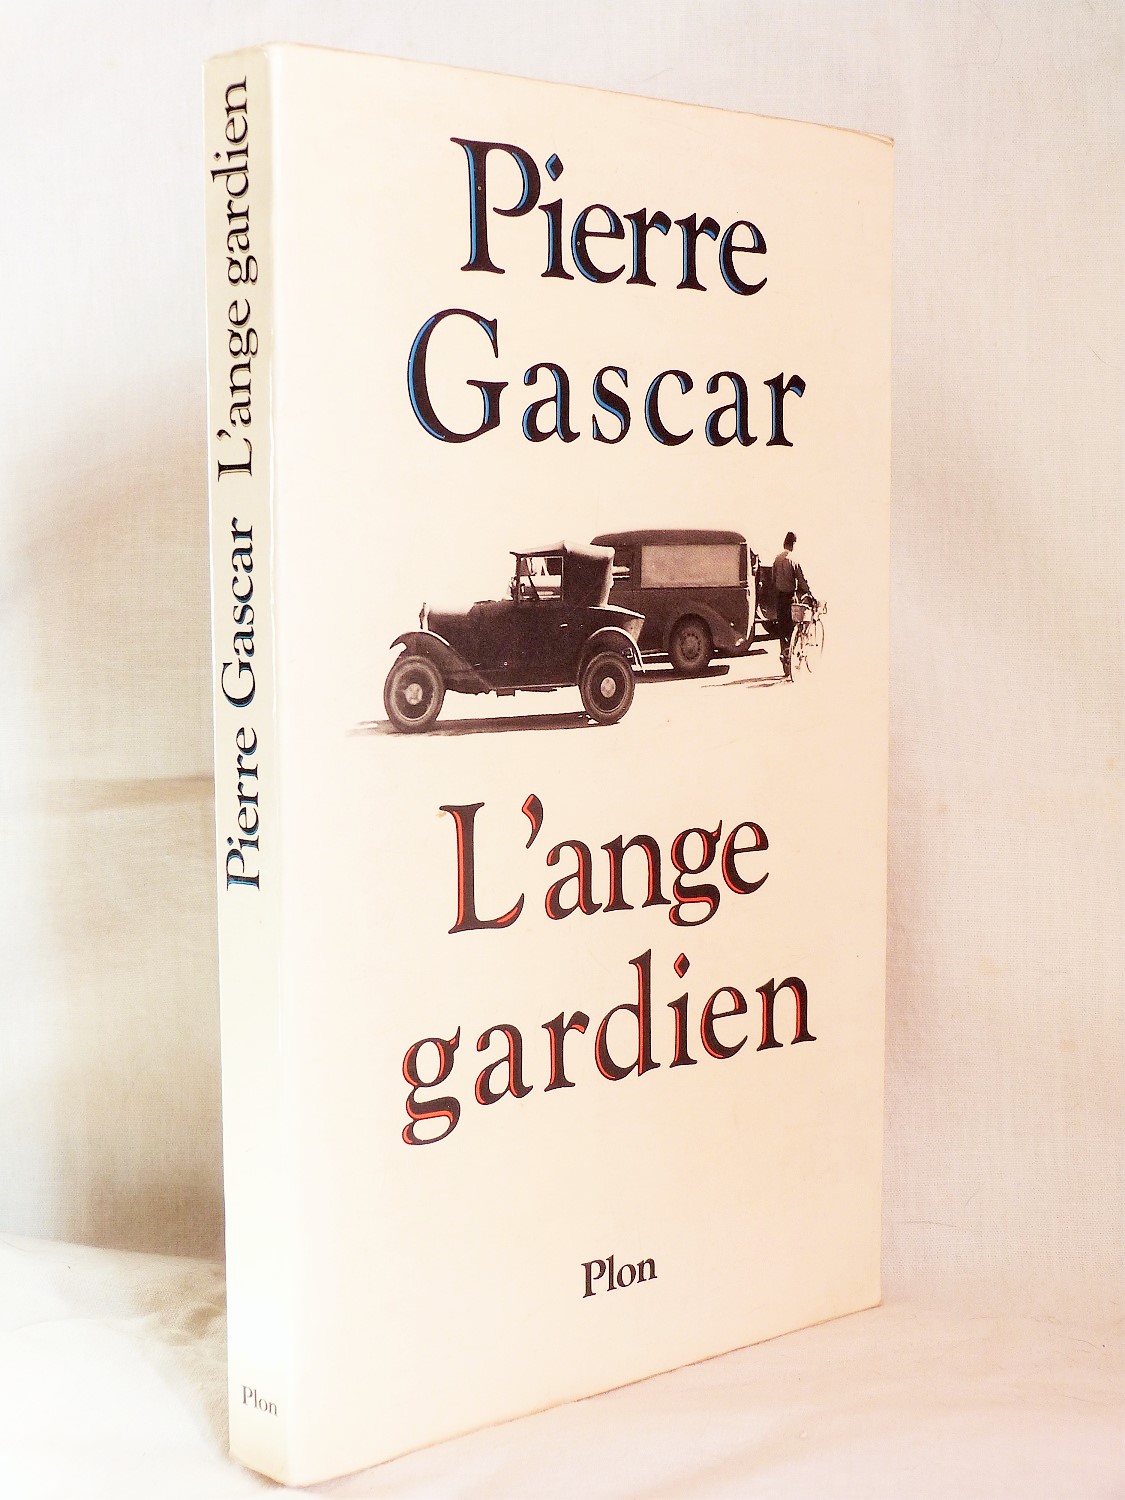 Pierre Gascar L'ange gardien
Plon
Pierre
Gascar
L'ange
gardien
Plon